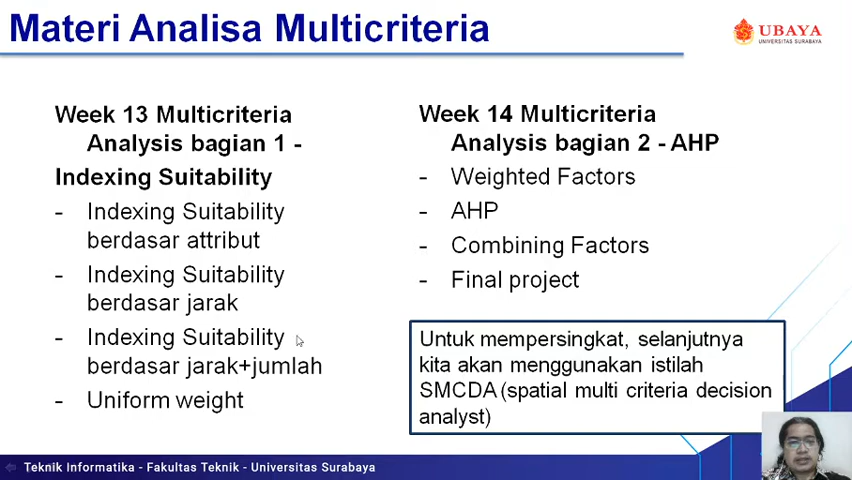 Materi Analisa Multicriteria
UBAYA
UNIVERSITAS SURABAYA
Week 13 Multicriteria
Analysis bagian 1 -
Indexing Suitability
- Indexing Suitability
berdasar attribut
- Indexing Suitability
berdasar jarak
- Indexing Suitability
berdasar jarak+jumlah
- Uniform weight
Week 14 Multicriteria
Analysis bagian 2 - AHP
- Weighted Factors
- AHP
- Combining Factors
- Final project
Untuk mempersingkat, selanjutnya
kita akan menggunakan istilah
SMCDA (spatial multi criteria decision
analyst)
Teknik Informatika - Fakultas Teknik - Universitas Surabaya